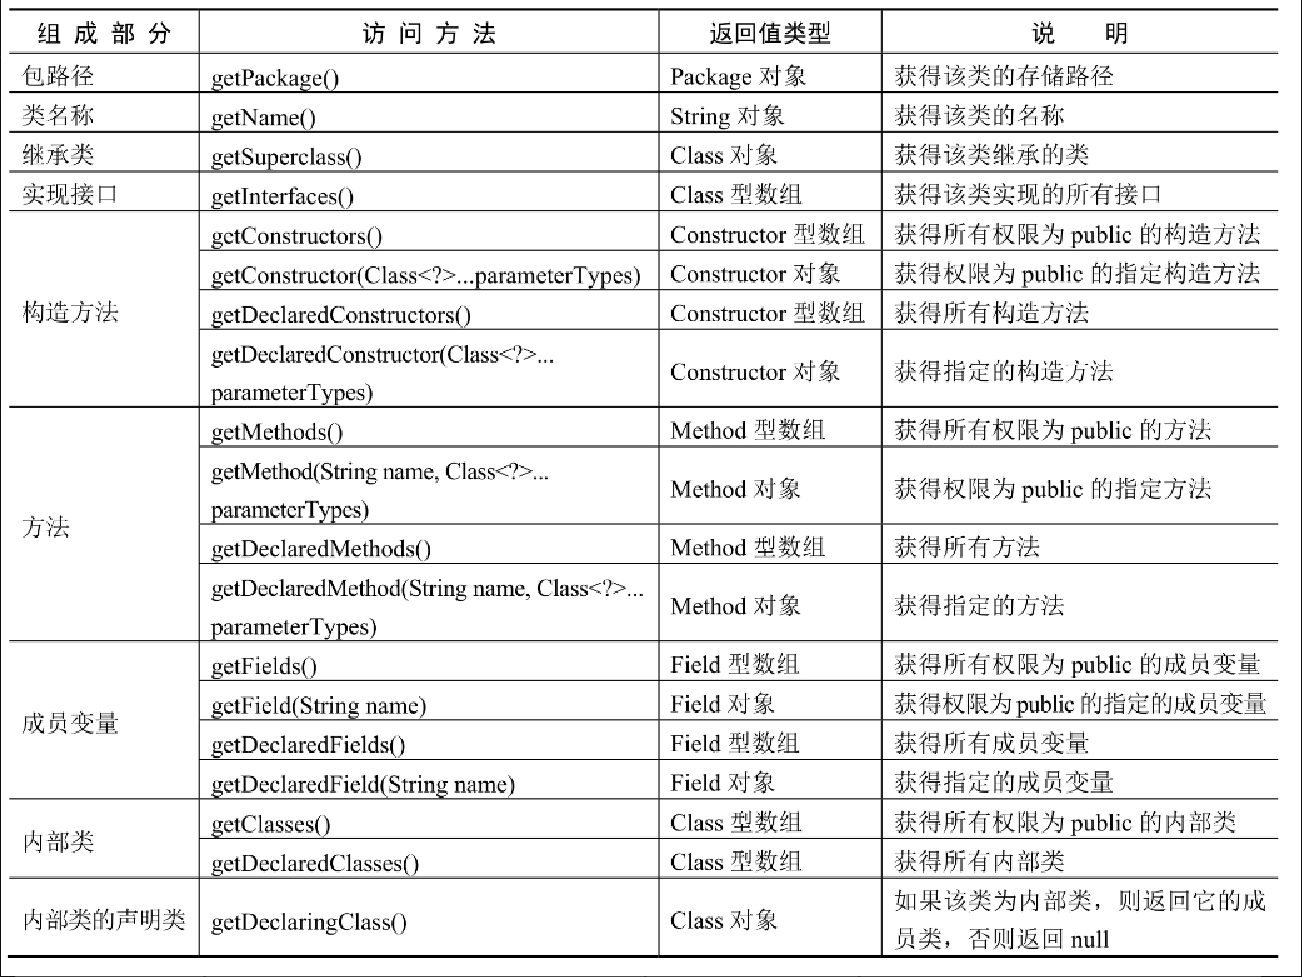 组成部分 访问方法 返回值类型 说 明
包路径 getPackage() Package 对象 获得该类的存储路径
类名称 getName() String 对象 获得该类的名称
继承类 getSuperclass() Class 对象 获得该类继承的类
实现接口 getInterfaces() Class 型数组 获得该类实现的所有接口
构造方法
getConstructors() Constructor 型数组 获得所有权限为 public 的构造方法
getConstructor(Class<?>...parameterTypes) Constructor 对象 获得权限为 public 的指定构造方法
getDeclaredConstructors() Constructor 型数组 获得所有构造方法
getDeclaredConstructor(Class<?>...
parameterTypes) Constructor 对象 获得指定的构造方法
方法
getMethods() Method 型数组 获得所有权限为 public 的方法
getMethod(String name, Class<?>...
parameterTypes) Method 对象 获得权限为 public 的指定方法
getDeclaredMethods() Method 型数组 获得所有方法
getDeclaredMethod(String name, Class<?>...
parameterTypes) Method 对象 获得指定的方法
成员变量
getFields() Field 型数组 获得所有权限为 public 的成员变量
getField(String name) Field 对象 获得权限为 public 的指定的成员变量
getDeclaredFields() Field 型数组 获得所有成员变量
getDeclaredField(String name) Field 对象 获得指定的成员变量
内部类
getClasses() Class 型数组 获得所有权限为 public 的内部类
getDeclaredClasses() Class 型数组 获得所有内部类
内部类的声明类 getDeclaringClass() Class 对象 如果该类为内部类，则返回它的成
员类，否则返回 null